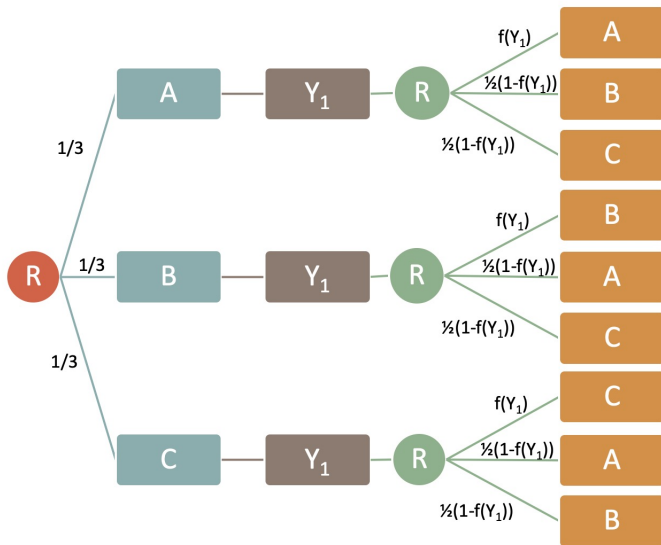 f(Y₁)
A
A
Y₁
R
½(1-f(Y₁))
B
½(1-f(Y₁))
C
1/3
f(Y₁)
B
R
1/3
B
Y₁
R
½(1-f(Y₁))
A
½(1-f(Y₁))
C
1/3
f(Y₁)
C
C
Y₁
R
½(1-f(Y₁))
A
½(1-f(Y₁))
B